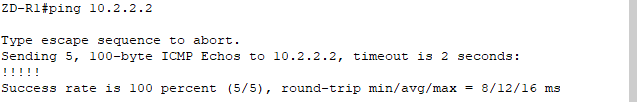 ZD-R1#ping 10.2.2.2
Type escape sequence to abort.
Sending 5, 100-byte ICMP Echos to 10.2.2.2, timeout is 2 seconds:
!!!!!
Success rate is 100 percent (5/5), round-trip min/avg/max = 8/12/16 ms